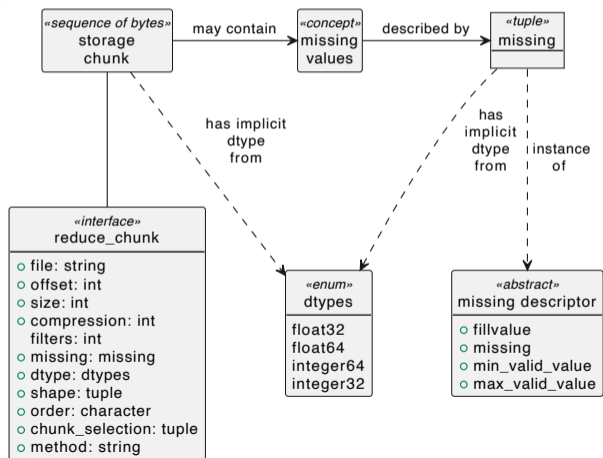 «sequence of bytes»
storage
chunk
may contain
«concept»
missing
values
described by
«tuple»
missing
has implicit
dtype
from
has
implicit
dtype
from
instance
of
«interface»
reduce_chunk
file: string
offset: int
size: int
compression: int
filters: int
missing: missing
dtype: dtypes
shape: tuple
order: character
chunk_selection: tuple
method: string
«enum»
dtypes
float32
float64
integer64
integer32
«abstract»
missing descriptor
fillvalue
missing
min_valid_value
max_valid_value